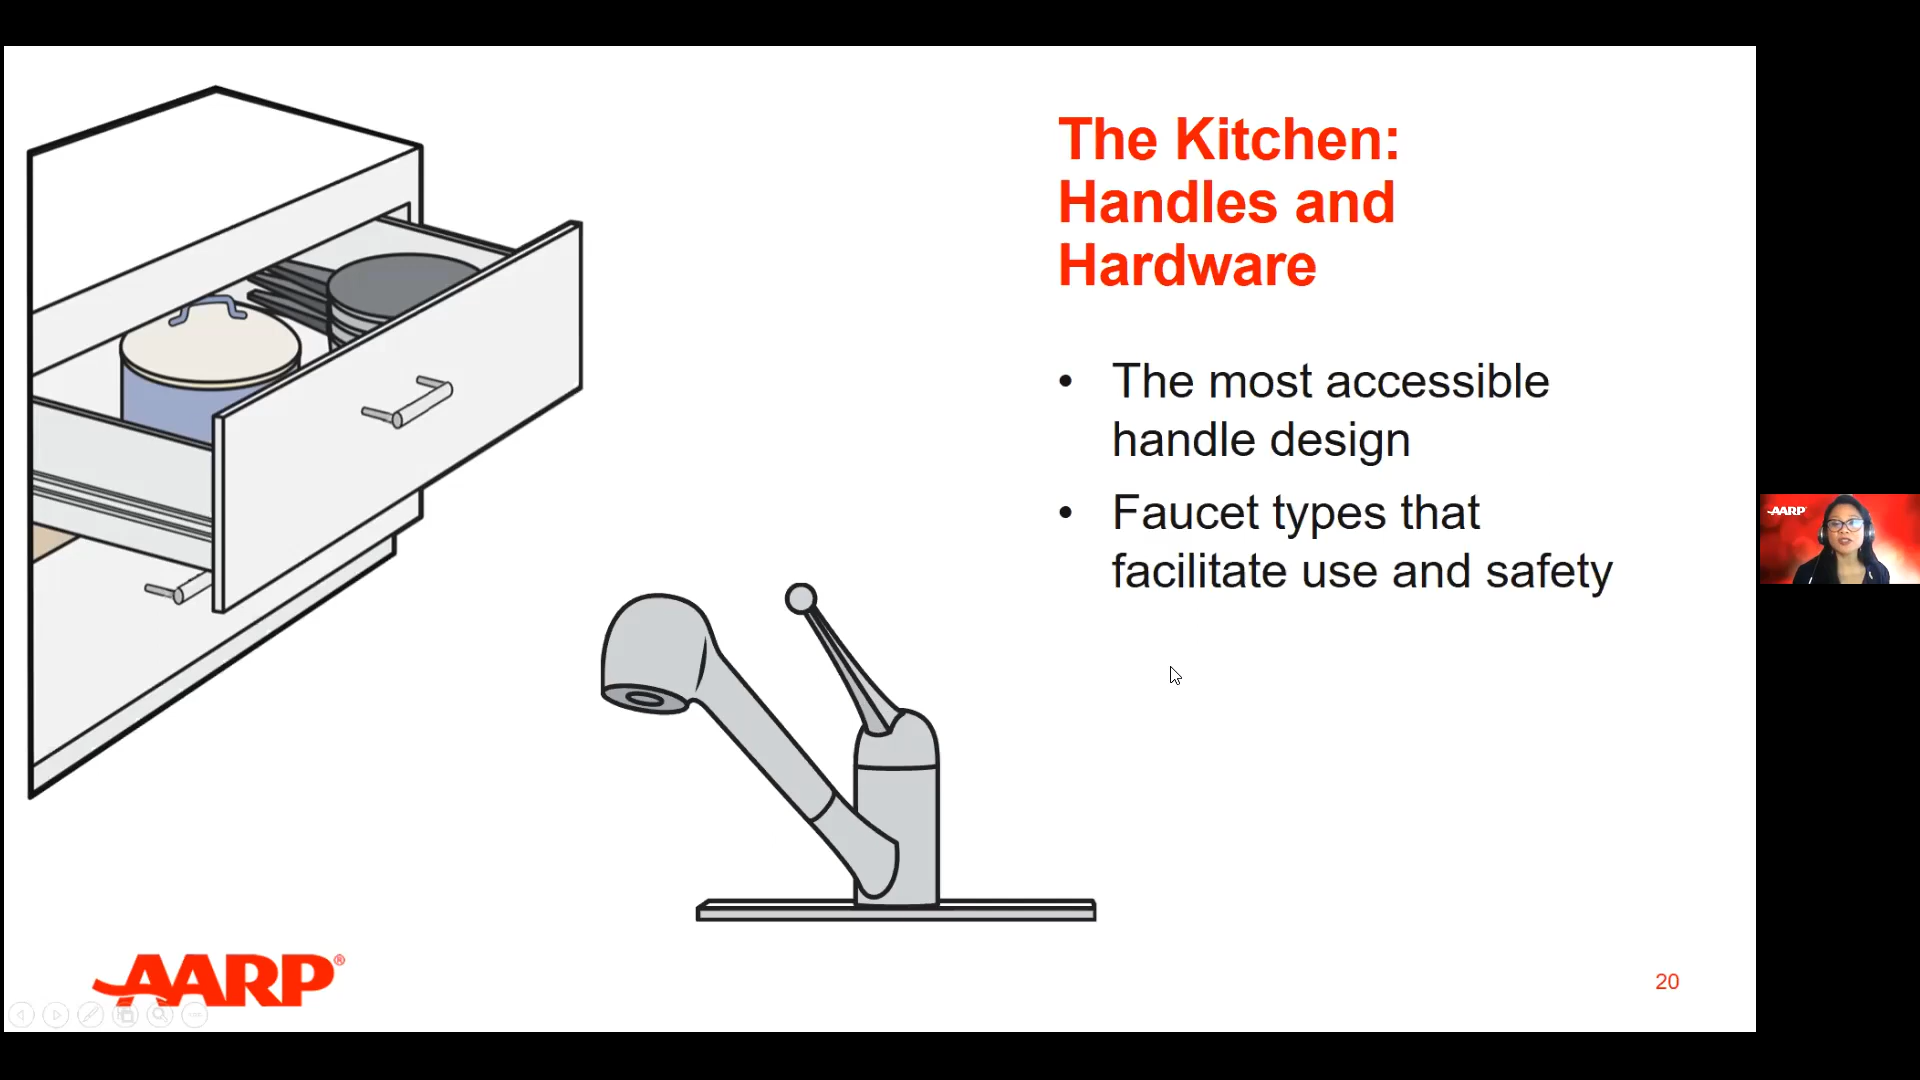 The Kitchen:
Handles and
Hardware
• The most accessible
handle design
• Faucet types that
facilitate use and safety
AARP
AARP®
20